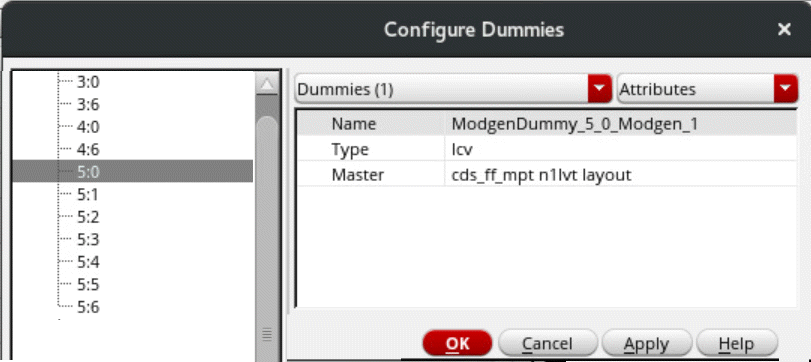 Configure Dummies ×
3:0
3:6
4:0
4:6
5:0
5:1
5:2
5:3
5:4
5:5
5:6
Dummies (1) Attributes
Name ModgenDummy_5_0_Modgen_1
Type lcv
Master cds_ff_mpt n1lvt layout
OK Cancel Apply Help